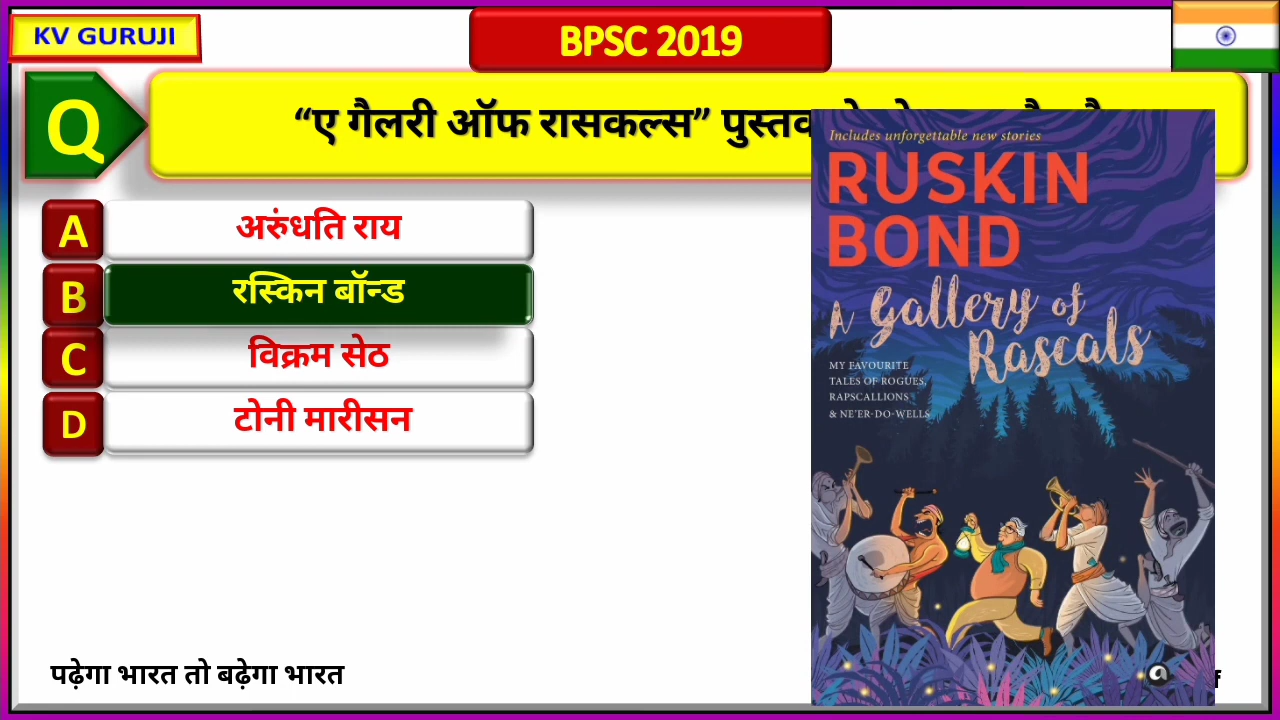 KV GURUJI
BPSC 2019
Q
“ए गैलरी ऑफ रासकल्स”
A
अरुंधति राय
B
रस्किन बॉन्ड
C
विक्रम सेठ
D
टोनी मारीसन
Includes unforgettable new stories
RUSKIN
BOND
A Gallery of
Rascals
MY FAVOURITE
TALES OF ROGUES,
RAPSCALLIONS
& NE'ER-DO-WELLS
a
पढ़ेगा भारत तो बढ़ेगा भारत